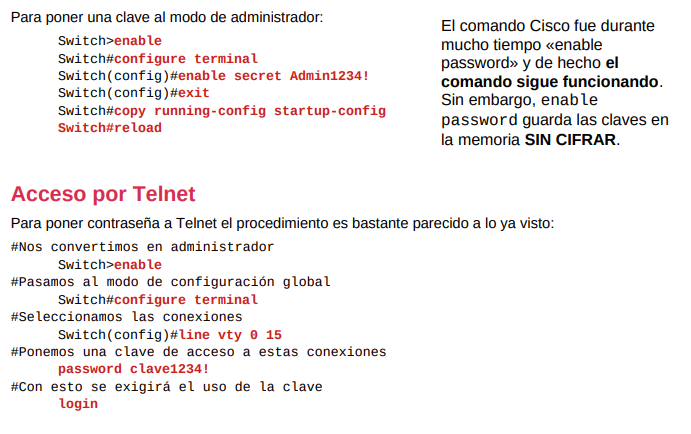 Para poner una clave al modo de administrador:
Switch>enable
Switch#configure terminal
Switch(config)#enable secret Admin1234!
Switch(config)#exit
Switch#copy running-config startup-config
Switch#reload
El comando Cisco fue durante
mucho tiempo «enable
password» y de hecho el
comando sigue funcionando.
Sin embargo, enable
password guarda las claves en
la memoria SIN CIFRAR.
Acceso por Telnet
Para poner contraseña a Telnet el procedimiento es bastante parecido a lo ya visto:
#Nos convertimos en administrador
Switch>enable
#Pasamos al modo de configuración global
Switch#configure terminal
#Seleccionamos las conexiones
Switch(config)#line vty 0 15
#Ponemos una clave de acceso a estas conexiones
password clave1234!
#Con esto se exigirá el uso de la clave
login